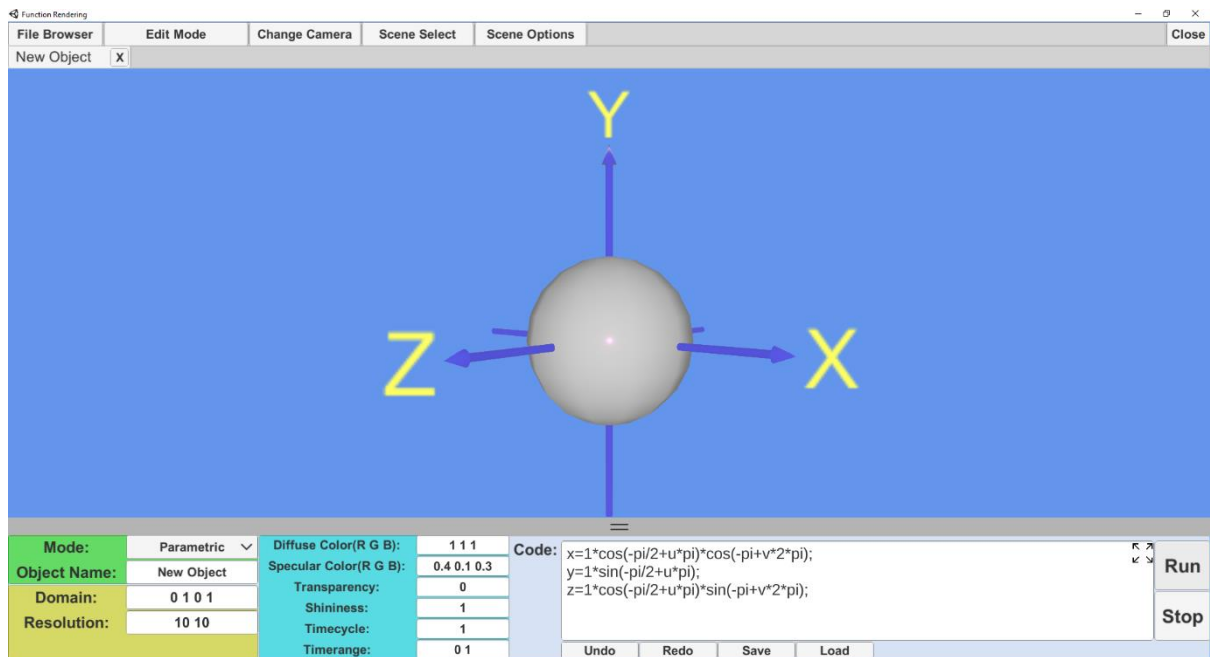 Function Rendering
File Browser Edit Mode Change Camera Scene Select Scene Options Close
New Object X
Y
Z X
Mode: Parametric
Object Name: New Object
Domain: 0 1 0 1
Resolution: 10 10
Diffuse Color(R G B): 1 1 1
Specular Color(R G B): 0.4 0.1 0.3
Transparency: 0
Shininess: 1
Timecycle: 1
Timerange: 0 1
Code:
x=1*cos(-pi/2+u*pi)*cos(-pi+v*2*pi);
y=1*sin(-pi/2+u*pi);
z=1*cos(-pi/2+u*pi)*sin(-pi+v*2*pi);
Run
Stop
Undo Redo Save Load